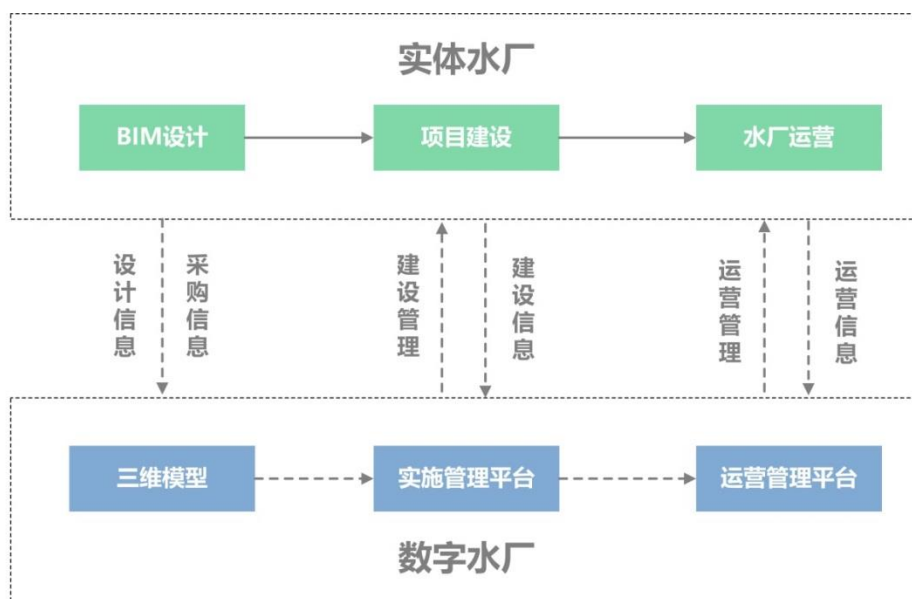 实体水厂
BIM设计
项目建设
水厂运营
设计信息
采购信息
建设管理
建设信息
运营管理
运营信息
三维模型
实施管理平台
运营管理平台
数字水厂